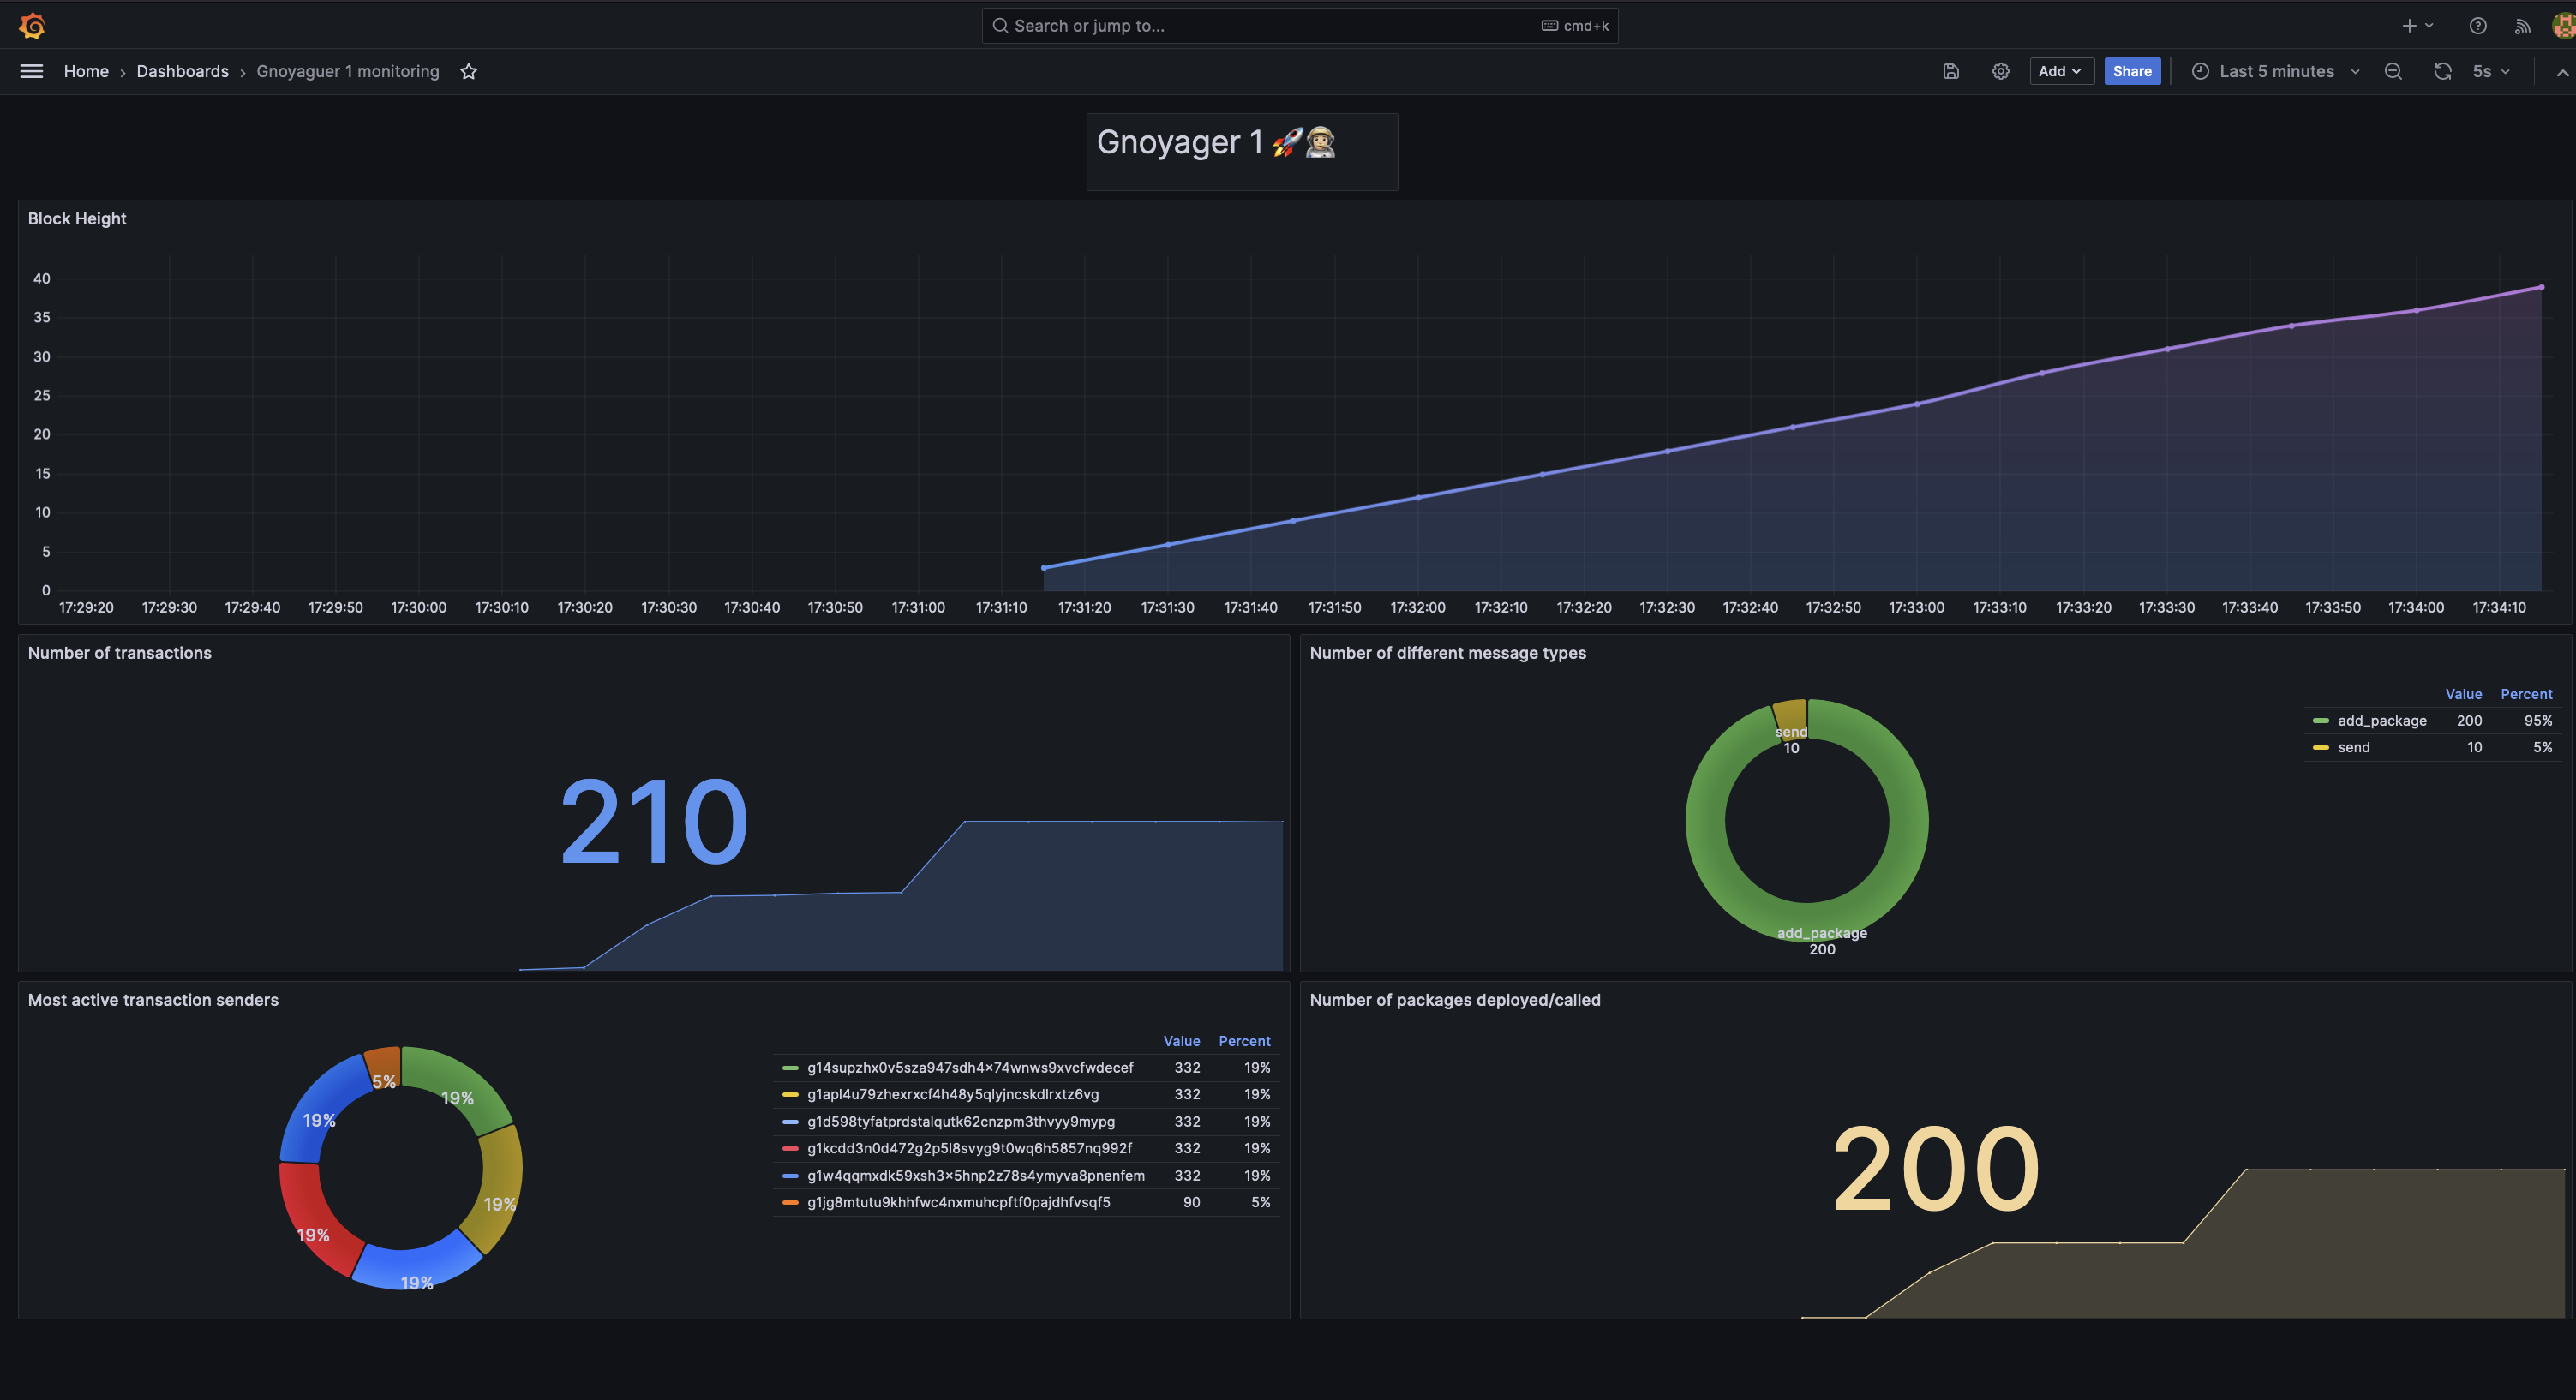 Search or jump to... cmd+k
Home › Dashboards › Gnoyaguer 1 monitoring Add Share Last 5 minutes 5s
Gnoyager 1 🚀👩🏼‍🚀
Block Height
40
35
30
25
20
15
10
5
0
17:29:20 17:29:30 17:29:40 17:29:50 17:30:00 17:30:10 17:30:20 17:30:30 17:30:40 17:30:50 17:31:00 17:31:10 17:31:20 17:31:30 17:31:40 17:31:50 17:32:00 17:32:10 17:32:20 17:32:30 17:32:40 17:32:50 17:33:00 17:33:10 17:33:20 17:33:30 17:33:40 17:33:50 17:34:00 17:34:10
Number of transactions
210
Number of different message types
send
10
add_package
200
Value Percent
add_package 200 95%
send 10 5%
Most active transaction senders
5%
19%
19%
19%
19%
19%
Value Percent
g14supzhx0v5sza947sdh4x74wnws9xvcfwdecef 332 19%
g1apl4u79zhexrxcf4h48y5qlyjncskdlrxtz6vg 332 19%
g1d598tyfatprdstalqutk62cnzpm3thvyy9mypg 332 19%
g1kcdd3n0d472g2p5l8svyg9t0wq6h5857nq992f 332 19%
g1w4qqmxdk59xsh3x5hnp2z78s4ymyva8pnenfem 332 19%
g1jg8mtutu9khhfwc4nxmuhcpftf0pajdhfvsqf5 90 5%
Number of packages deployed/called
200